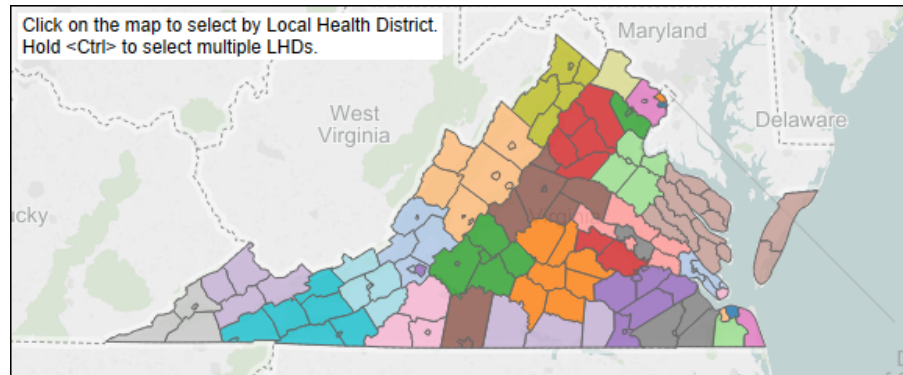 Click on the map to select by Local Health District.
Hold <Ctrl> to select multiple LHDs.
Maryland
West
Virginia
Delaware
ucky